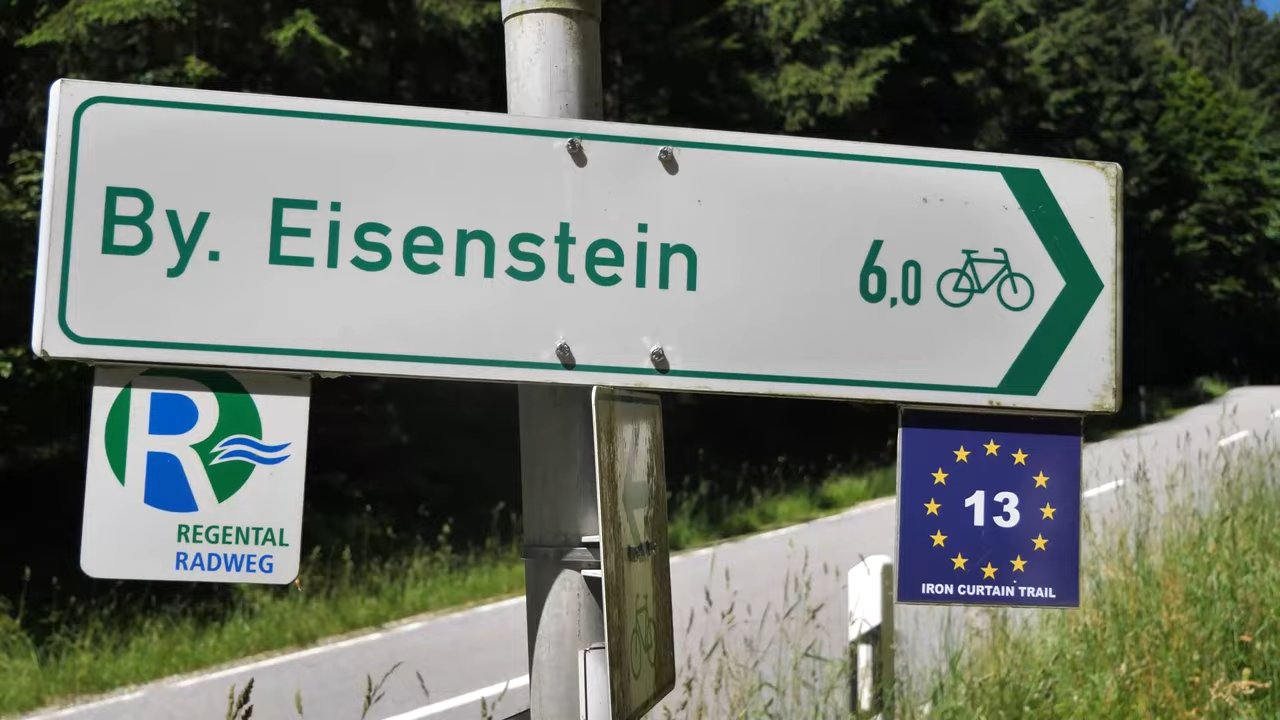 By. Eisenstein 6,0
R
REGENTAL
RADWEG
13
IRON CURTAIN TRAIL